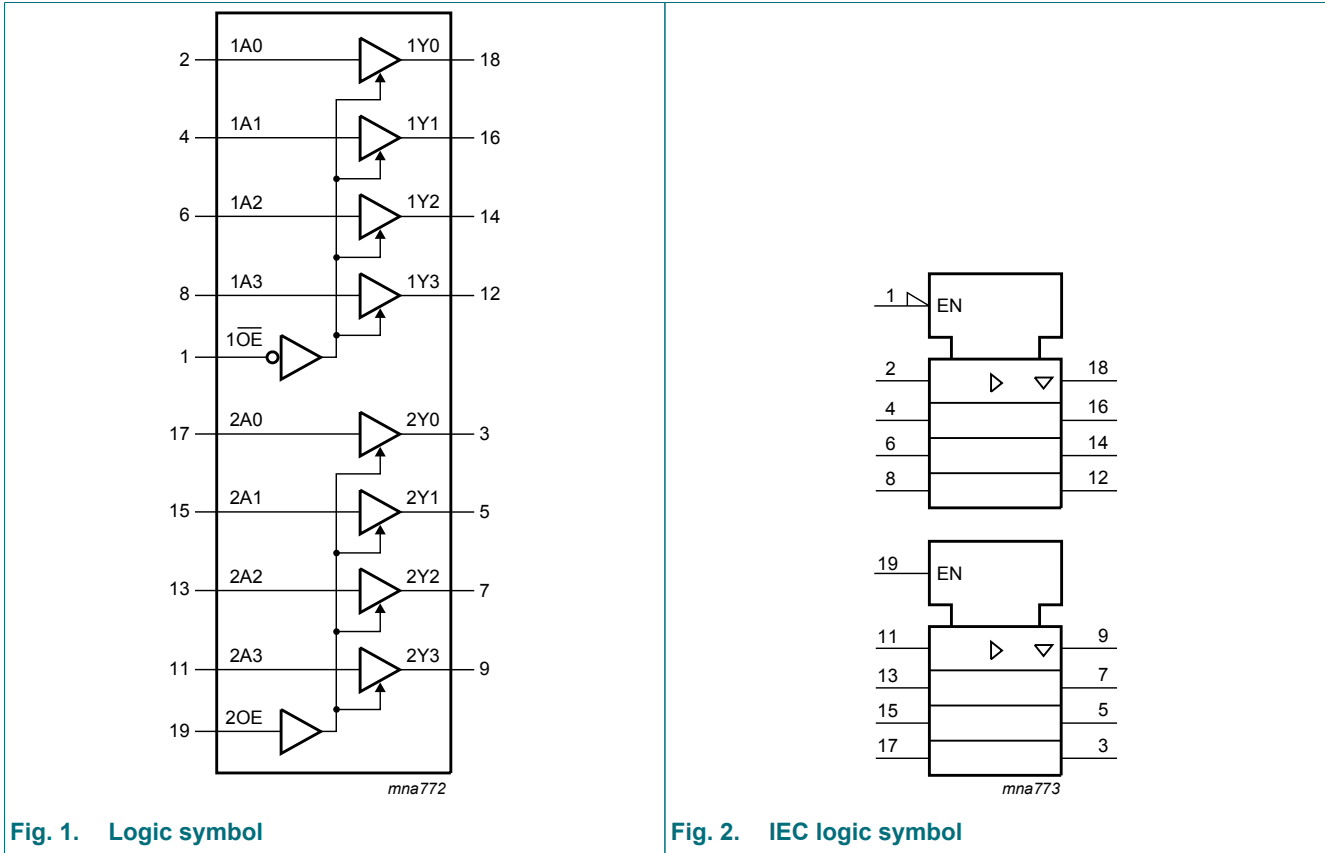 2 1A0 1Y0 18
4 1A1 1Y1 16
6 1A2 1Y2 14
8 1A3 1Y3 12
1 1O̅E̅
17 2A0 2Y0 3
15 2A1 2Y1 5
13 2A2 2Y2 7
11 2A3 2Y3 9
19 2OE
mna772
Fig. 1. Logic symbol
1 EN
2 18
4 16
6 14
8 12
19 EN
11 9
13 7
15 5
17 3
mna773
Fig. 2. IEC logic symbol